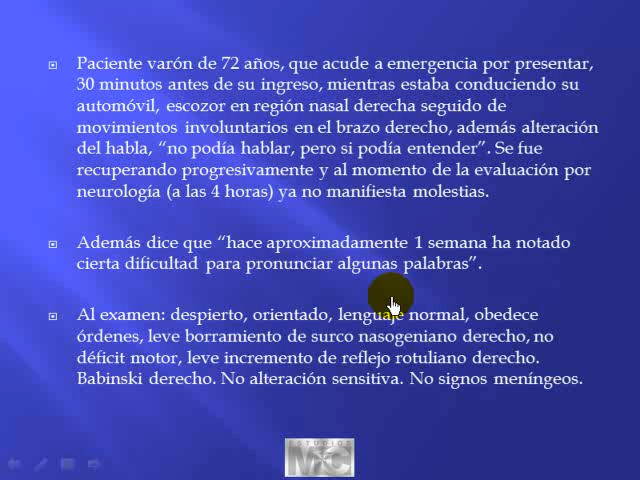 Paciente varón de 72 años, que acude a emergencia por presentar,
30 minutos antes de su ingreso, mientras estaba conduciendo su
automóvil, escozor en región nasal derecha seguido de
movimientos involuntarios en el brazo derecho, además alteración
del habla, “no podía hablar, pero si podía entender”. Se fue
recuperando progresivamente y al momento de la evaluación por
neurología (a las 4 horas) ya no manifiesta molestias.
Además dice que “hace aproximadamente 1 semana ha notado
cierta dificultad para pronunciar algunas palabras”.
Al examen: despierto, orientado, lenguaje normal, obedece
órdenes, leve borramiento de surco nasogeniano derecho, no
déficit motor, leve incremento de reflejo rotuliano derecho.
Babinski derecho. No alteración sensitiva. No signos meníngeos.
ESTUDIOS
M C